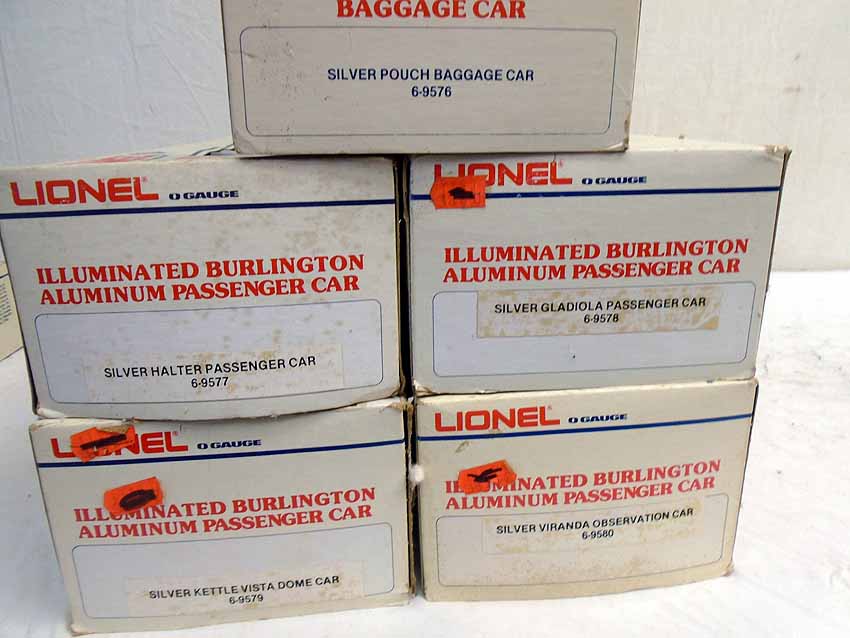 BAGGAGE CAR
SILVER POUCH BAGGAGE CAR
6-9576
LIONEL O GAUGE
ILLUMINATED BURLINGTON
ALUMINUM PASSENGER CAR
SILVER HALTER PASSENGER CAR
6-9577
LIONEL O GAUGE
ILLUMINATED BURLINGTON
ALUMINUM PASSENGER CAR
SILVER GLADIOLA PASSENGER CAR
6-9578
LIONEL O GAUGE
ILLUMINATED BURLINGTON
ALUMINUM PASSENGER CAR
SILVER KETTLE VISTA DOME CAR
6-9579
LIONEL O GAUGE
ILLUMINATED BURLINGTON
ALUMINUM PASSENGER CAR
SILVER VIRANDA OBSERVATION CAR
6-9580